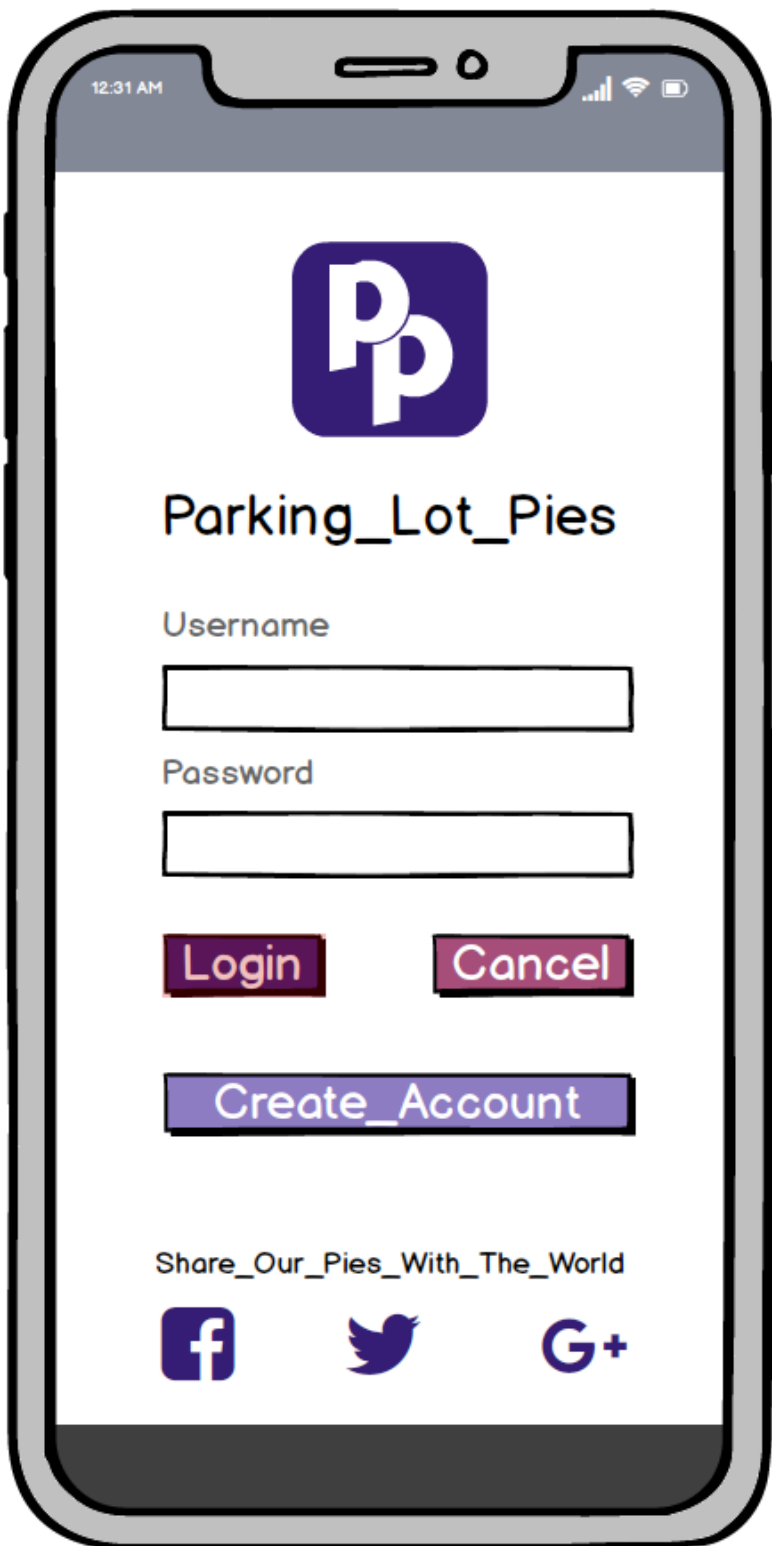 12:31 AM
pp
Parking_Lot_Pies
Username
Password
Login Cancel
Create_Account
Share_Our_Pies_With_The_World
f G+